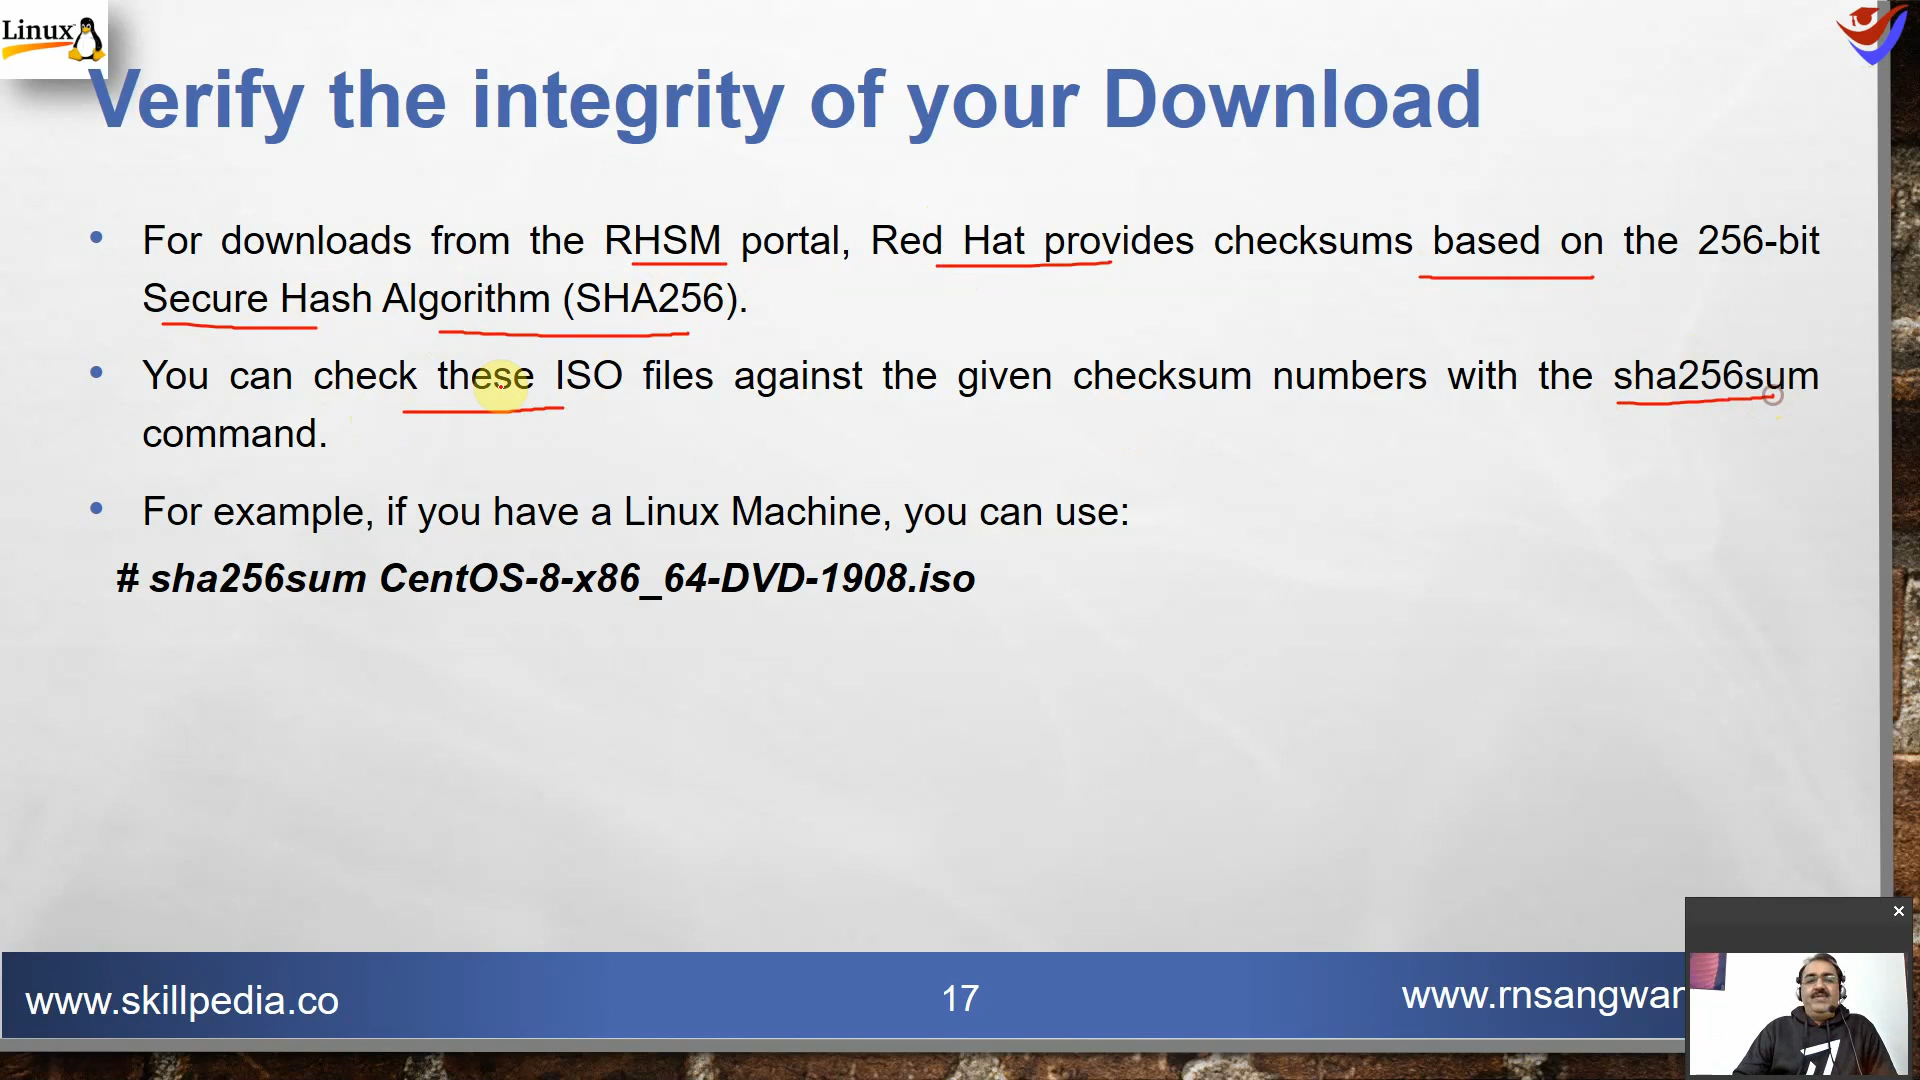 Linux
Verify the integrity of your Download
• For downloads from the RHSM portal, Red Hat provides checksums based on the 256-bit
Secure Hash Algorithm (SHA256).
• You can check these ISO files against the given checksum numbers with the sha256sum
command.
• For example, if you have a Linux Machine, you can use:
# sha256sum CentOS-8-x86_64-DVD-1908.iso
www.skillpedia.co
17
www.rnsangwan